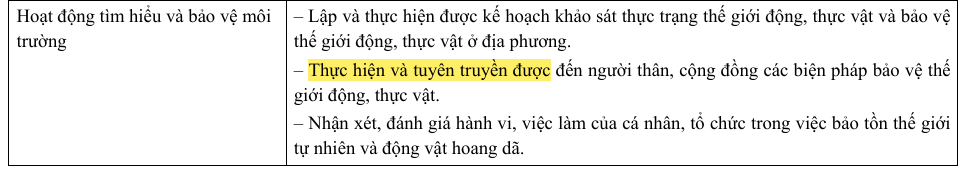 Hoạt động tìm hiểu và bảo vệ môi
trường
– Lập và thực hiện được kế hoạch khảo sát thực trạng thế giới động, thực vật và bảo vệ
thế giới động, thực vật ở địa phương.
– Thực hiện và tuyên truyền được đến người thân, cộng đồng các biện pháp bảo vệ thế
giới động, thực vật.
– Nhận xét, đánh giá hành vi, việc làm của cá nhân, tổ chức trong việc bảo tồn thế giới
tự nhiên và động vật hoang dã.